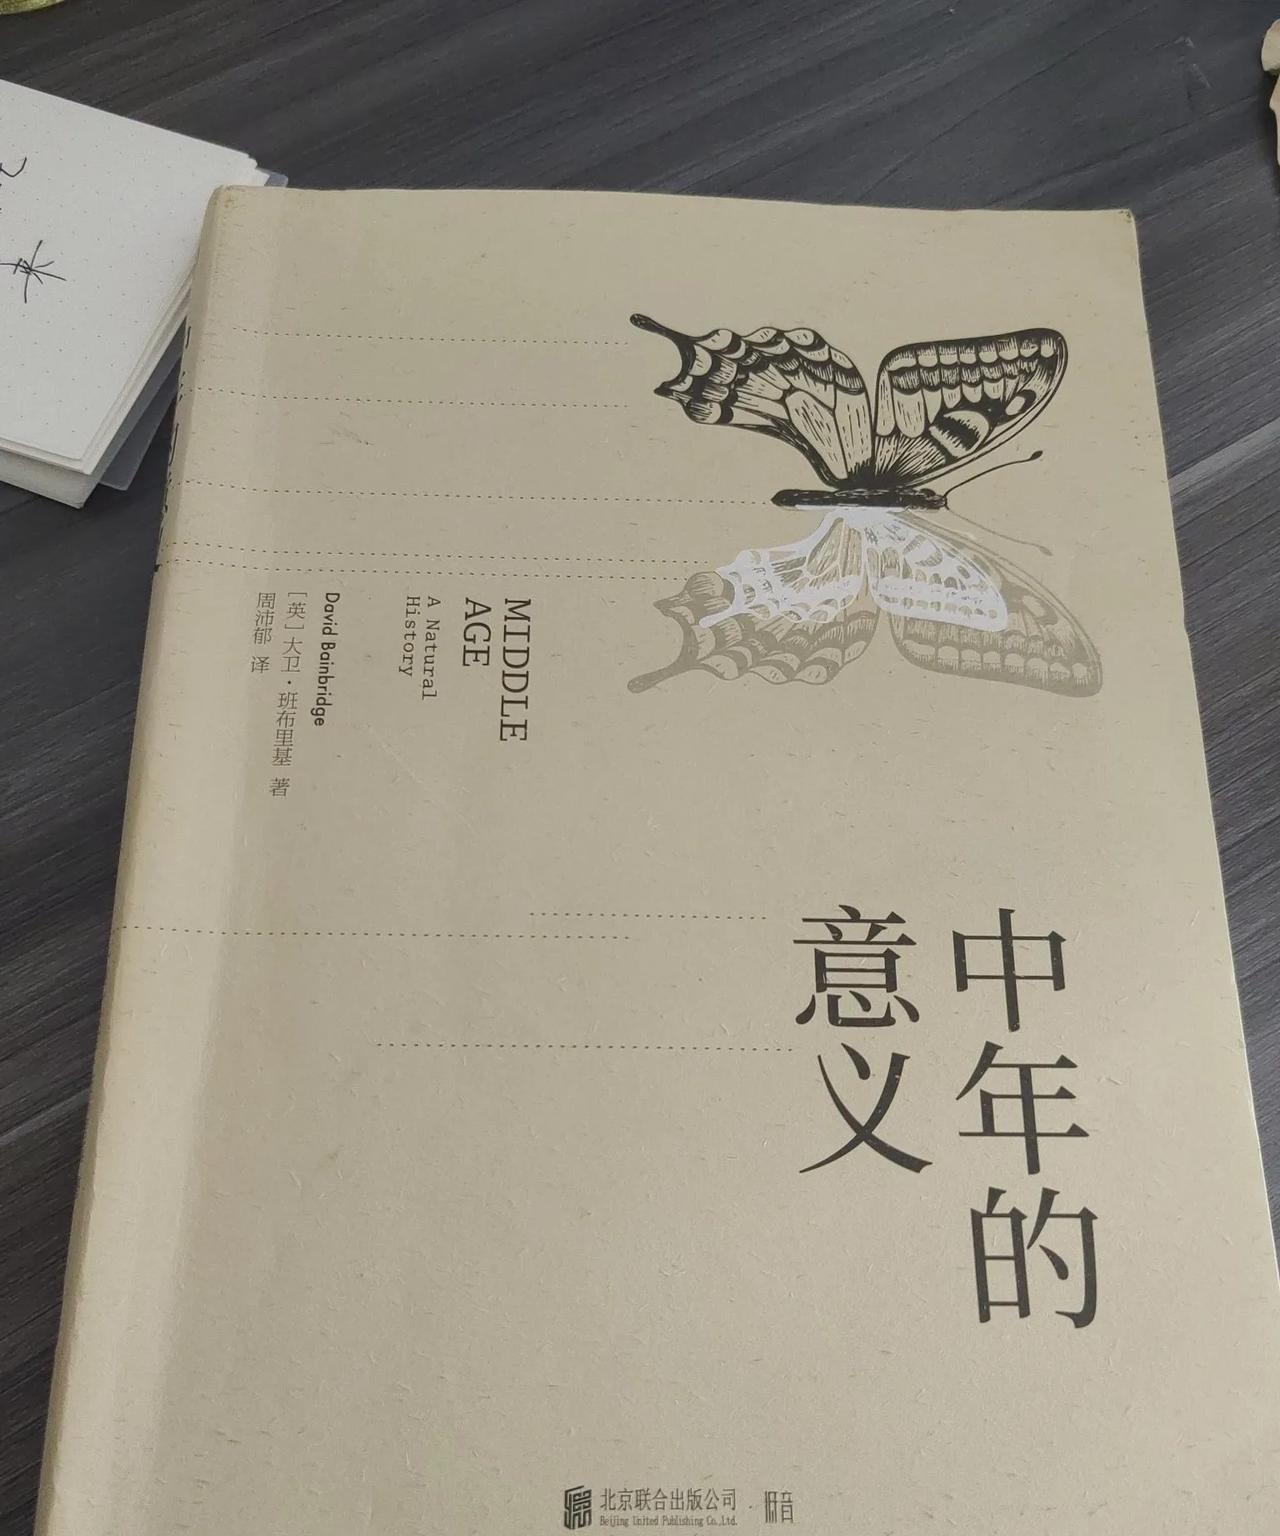 中年的
意义
MIDDLE
AGE
A Natural
History
David Bainbridge
[英] 大卫·班布里基 著
周沛郁 译
北京联合出版公司
Beijing United Publishing Co.,Ltd.
来